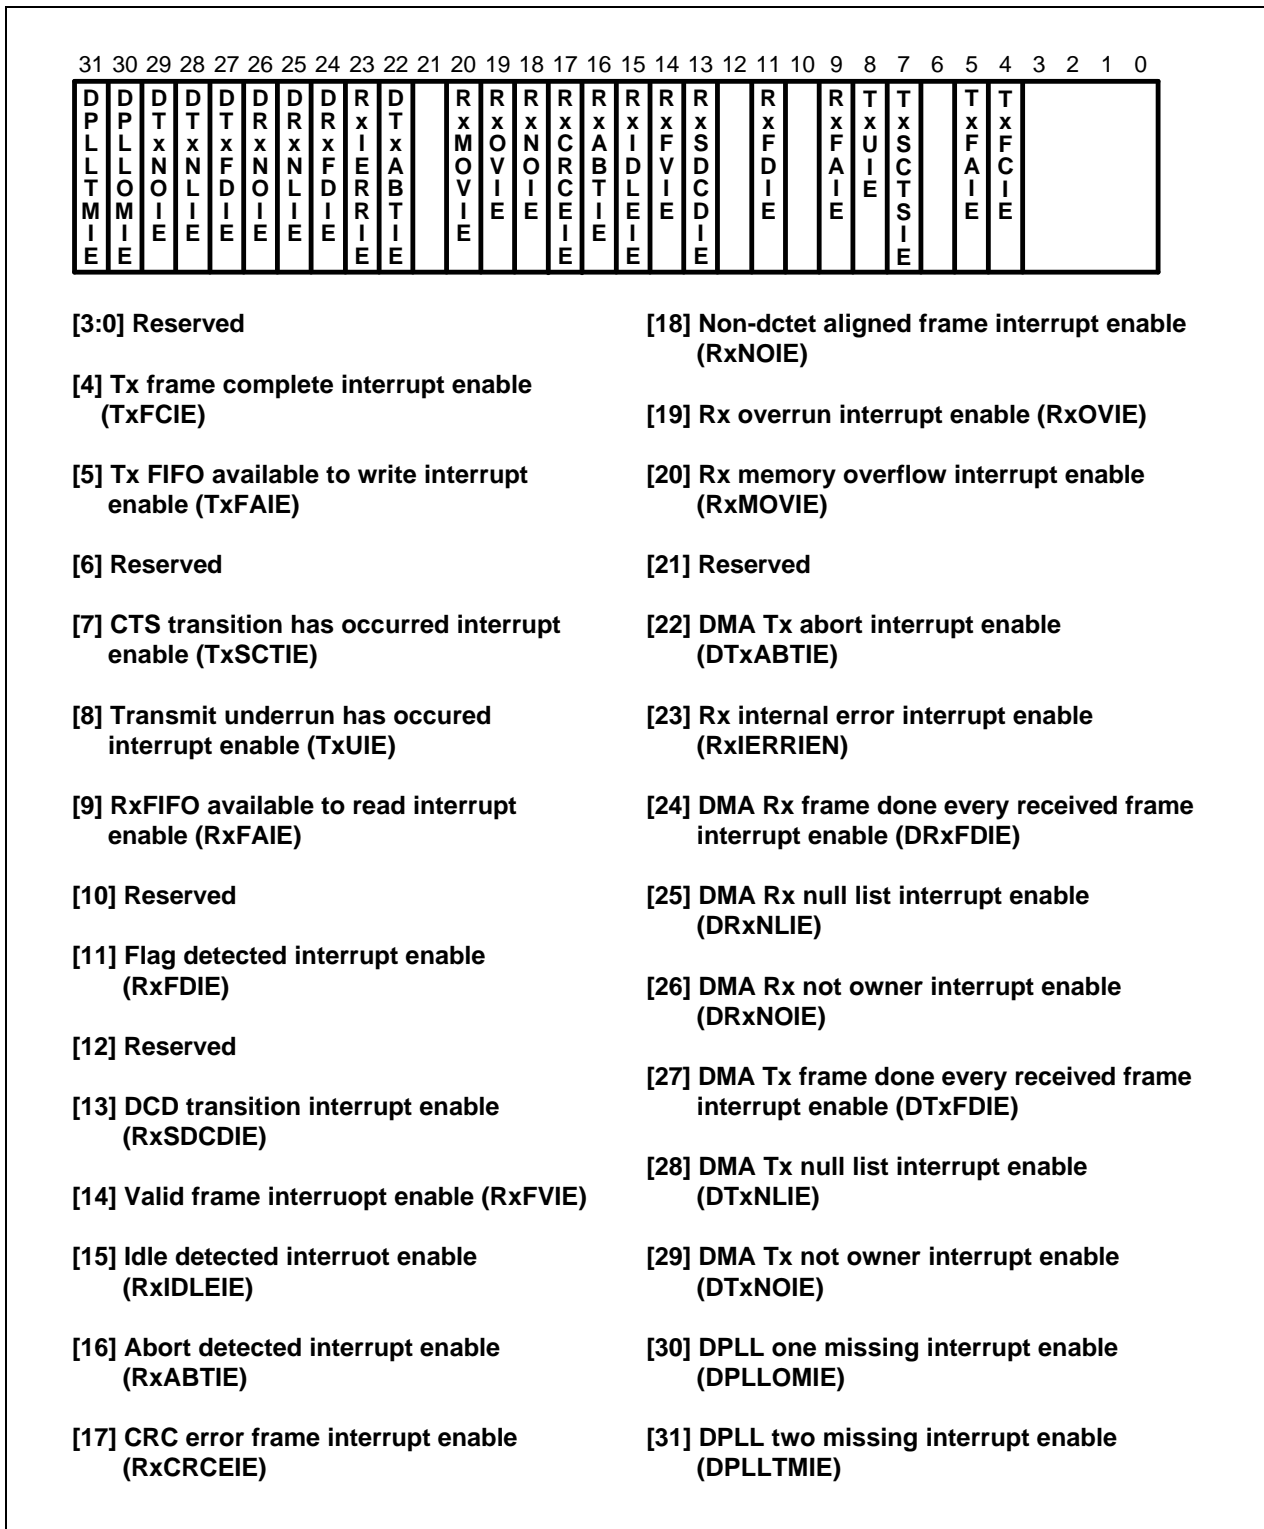 31 30 29 28 27 26 25 24 23 22 21 20 19 18 17 16 15 14 13 12 11 10 9 8 7 6 5 4 3 2 1 0
DPLLTMIE DPLLOMIE DTxNOIE DTxNLIE DTxFDIE DRxNOIE DRxNLIE DRxFDIE RxIERRIE DTxABTIE RxMOVIE RxOVIE RxNOIE RxCRCEIE RxABTIE RxIDLEIE RxFVIE RxSDCDIE RxFDIE RxFAIE TxUIE TxSCTSIE TxFAIE TxFCIE
[3:0] Reserved
[4] Tx frame complete interrupt enable
(TxFCIE)
[5] Tx FIFO available to write interrupt
enable (TxFAIE)
[6] Reserved
[7] CTS transition has occurred interrupt
enable (TxSCTIE)
[8] Transmit underrun has occured
interrupt enable (TxUIE)
[9] RxFIFO available to read interrupt
enable (RxFAIE)
[10] Reserved
[11] Flag detected interrupt enable
(RxFDIE)
[12] Reserved
[13] DCD transition interrupt enable
(RxSDCDIE)
[14] Valid frame interruopt enable (RxFVIE)
[15] Idle detected interruot enable
(RxIDLEIE)
[16] Abort detected interrupt enable
(RxABTIE)
[17] CRC error frame interrupt enable
(RxCRCEIE)
[18] Non-dctet aligned frame interrupt enable
(RxNOIE)
[19] Rx overrun interrupt enable (RxOVIE)
[20] Rx memory overflow interrupt enable
(RxMOVIE)
[21] Reserved
[22] DMA Tx abort interrupt enable
(DTxABTIE)
[23] Rx internal error interrupt enable
(RxIERRIEN)
[24] DMA Rx frame done every received frame
interrupt enable (DRxFDIE)
[25] DMA Rx null list interrupt enable
(DRxNLIE)
[26] DMA Rx not owner interrupt enable
(DRxNOIE)
[27] DMA Tx frame done every received frame
interrupt enable (DTxFDIE)
[28] DMA Tx null list interrupt enable
(DTxNLIE)
[29] DMA Tx not owner interrupt enable
(DTxNOIE)
[30] DPLL one missing interrupt enable
(DPLLOMIE)
[31] DPLL two missing interrupt enable
(DPLLTMIE)